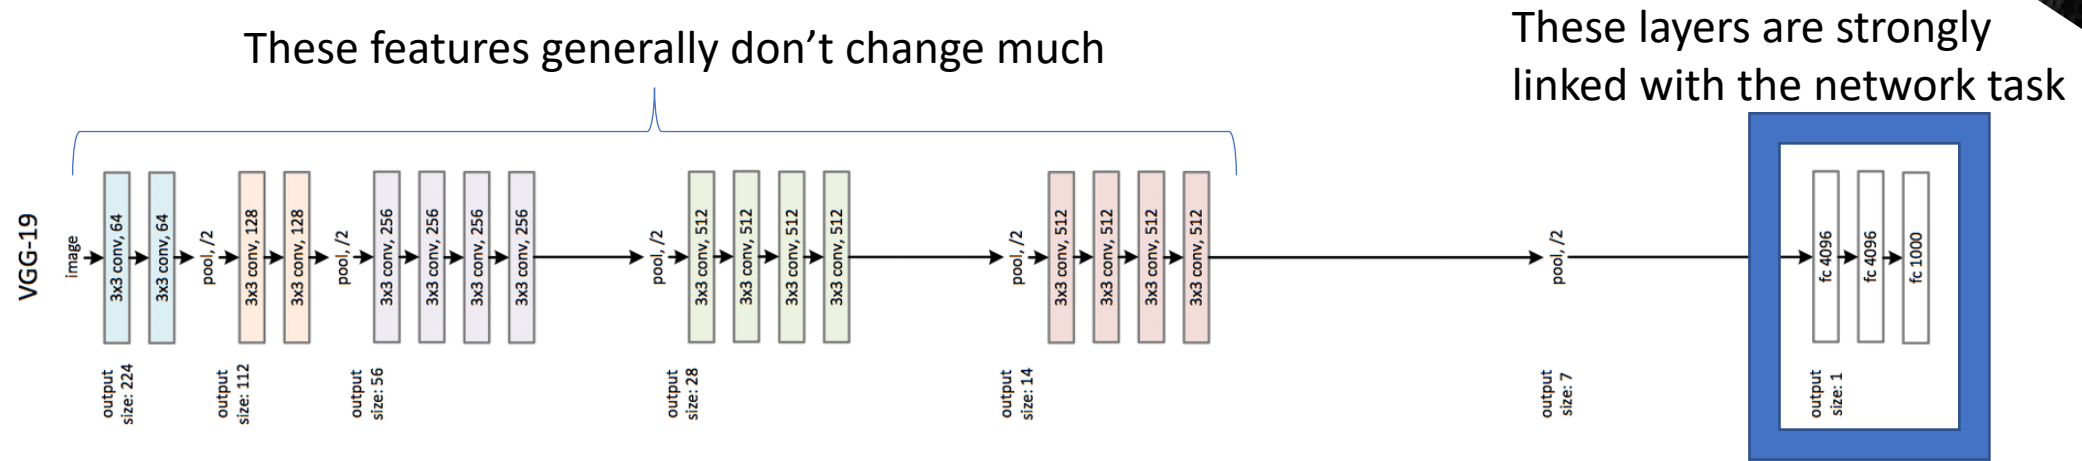 These features generally don't change much
These layers are strongly
linked with the network task
VGG-19
image
3x3 conv, 64
3x3 conv, 64
pool, /2
3x3 conv, 128
3x3 conv, 128
pool, /2
3x3 conv, 256
3x3 conv, 256
3x3 conv, 256
3x3 conv, 256
pool, /2
3x3 conv, 512
3x3 conv, 512
3x3 conv, 512
3x3 conv, 512
pool, /2
3x3 conv, 512
3x3 conv, 512
3x3 conv, 512
3x3 conv, 512
pool, /2
fc 4096
fc 4096
fc 1000
output
size: 224
output
size: 112
output
size: 56
output
size: 28
output
size: 14
output
size: 7
output
size: 1